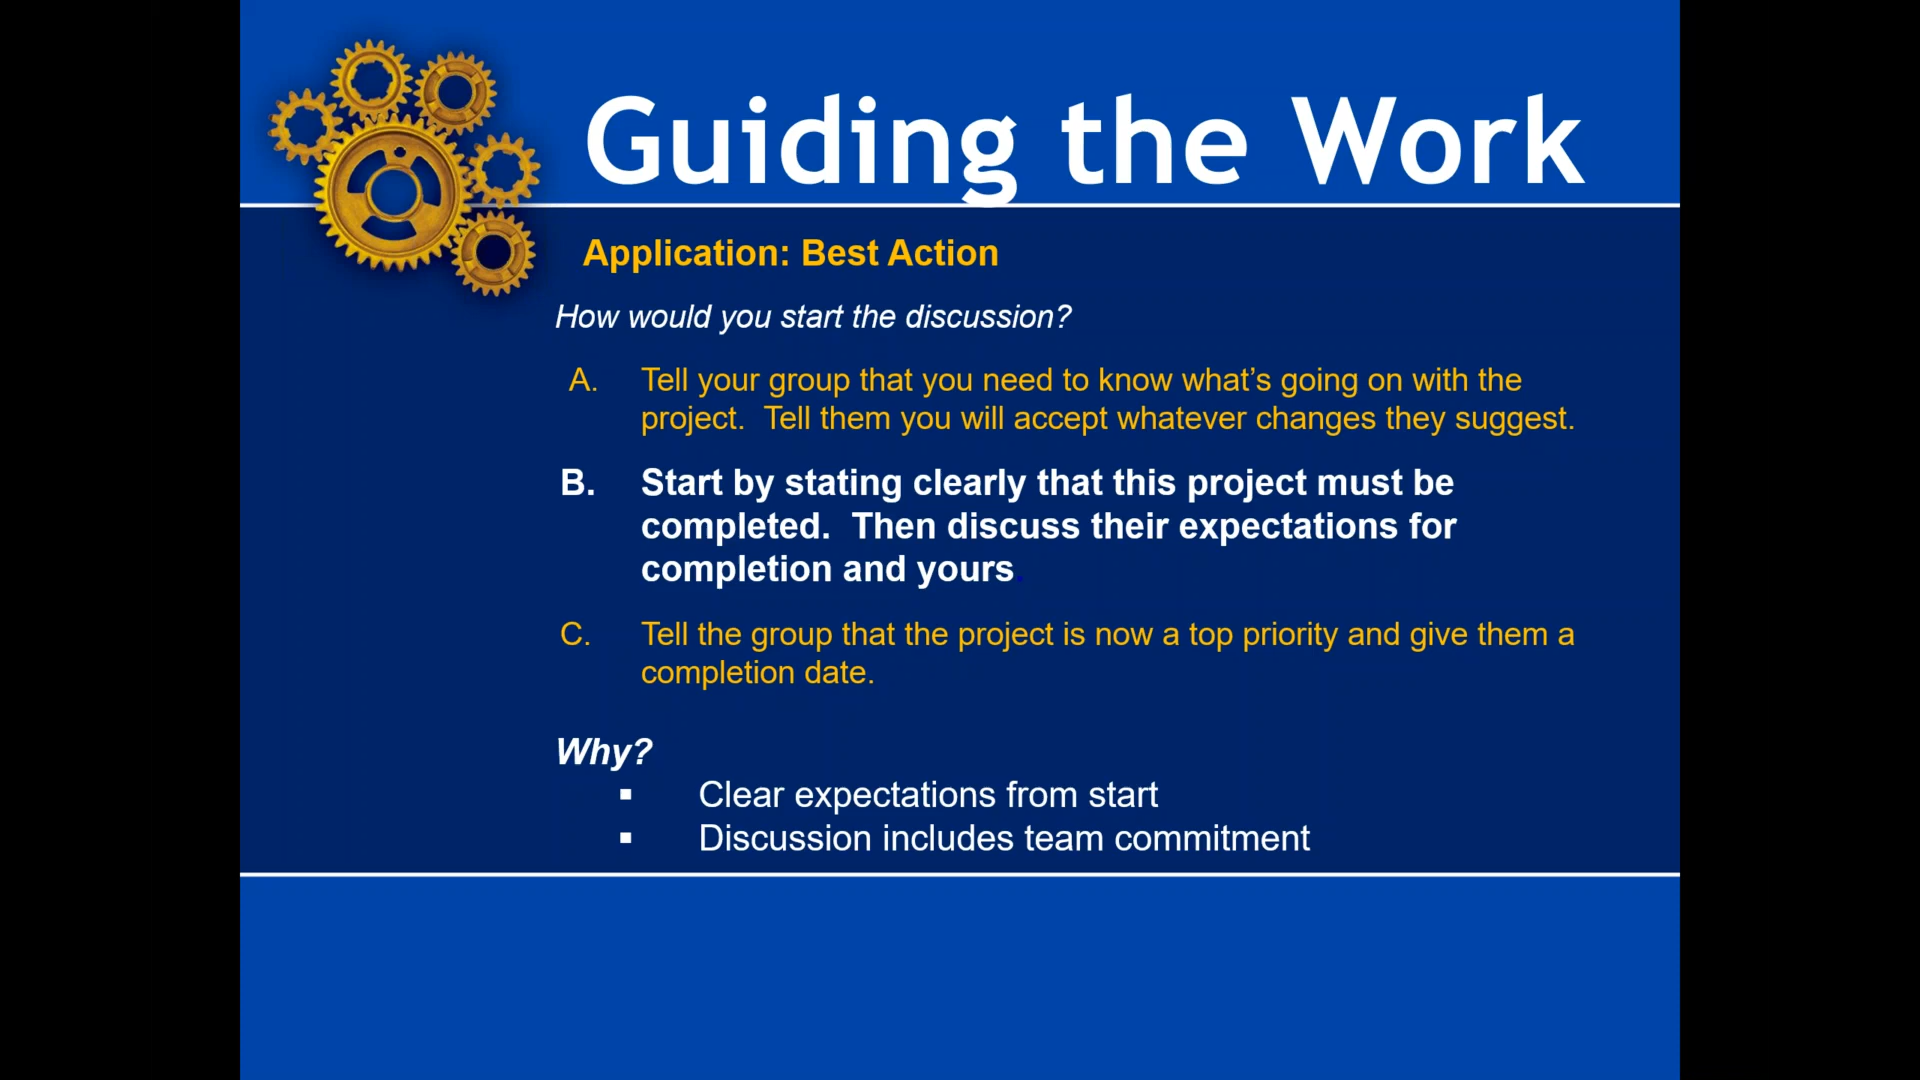 Guiding the Work
Application: Best Action
How would you start the discussion?
A. Tell your group that you need to know what’s going on with the
project.  Tell them you will accept whatever changes they suggest.
B. Start by stating clearly that this project must be
completed.  Then discuss their expectations for
completion and yours.
C. Tell the group that the project is now a top priority and give them a
completion date.
Why?
▪ Clear expectations from start
▪ Discussion includes team commitment